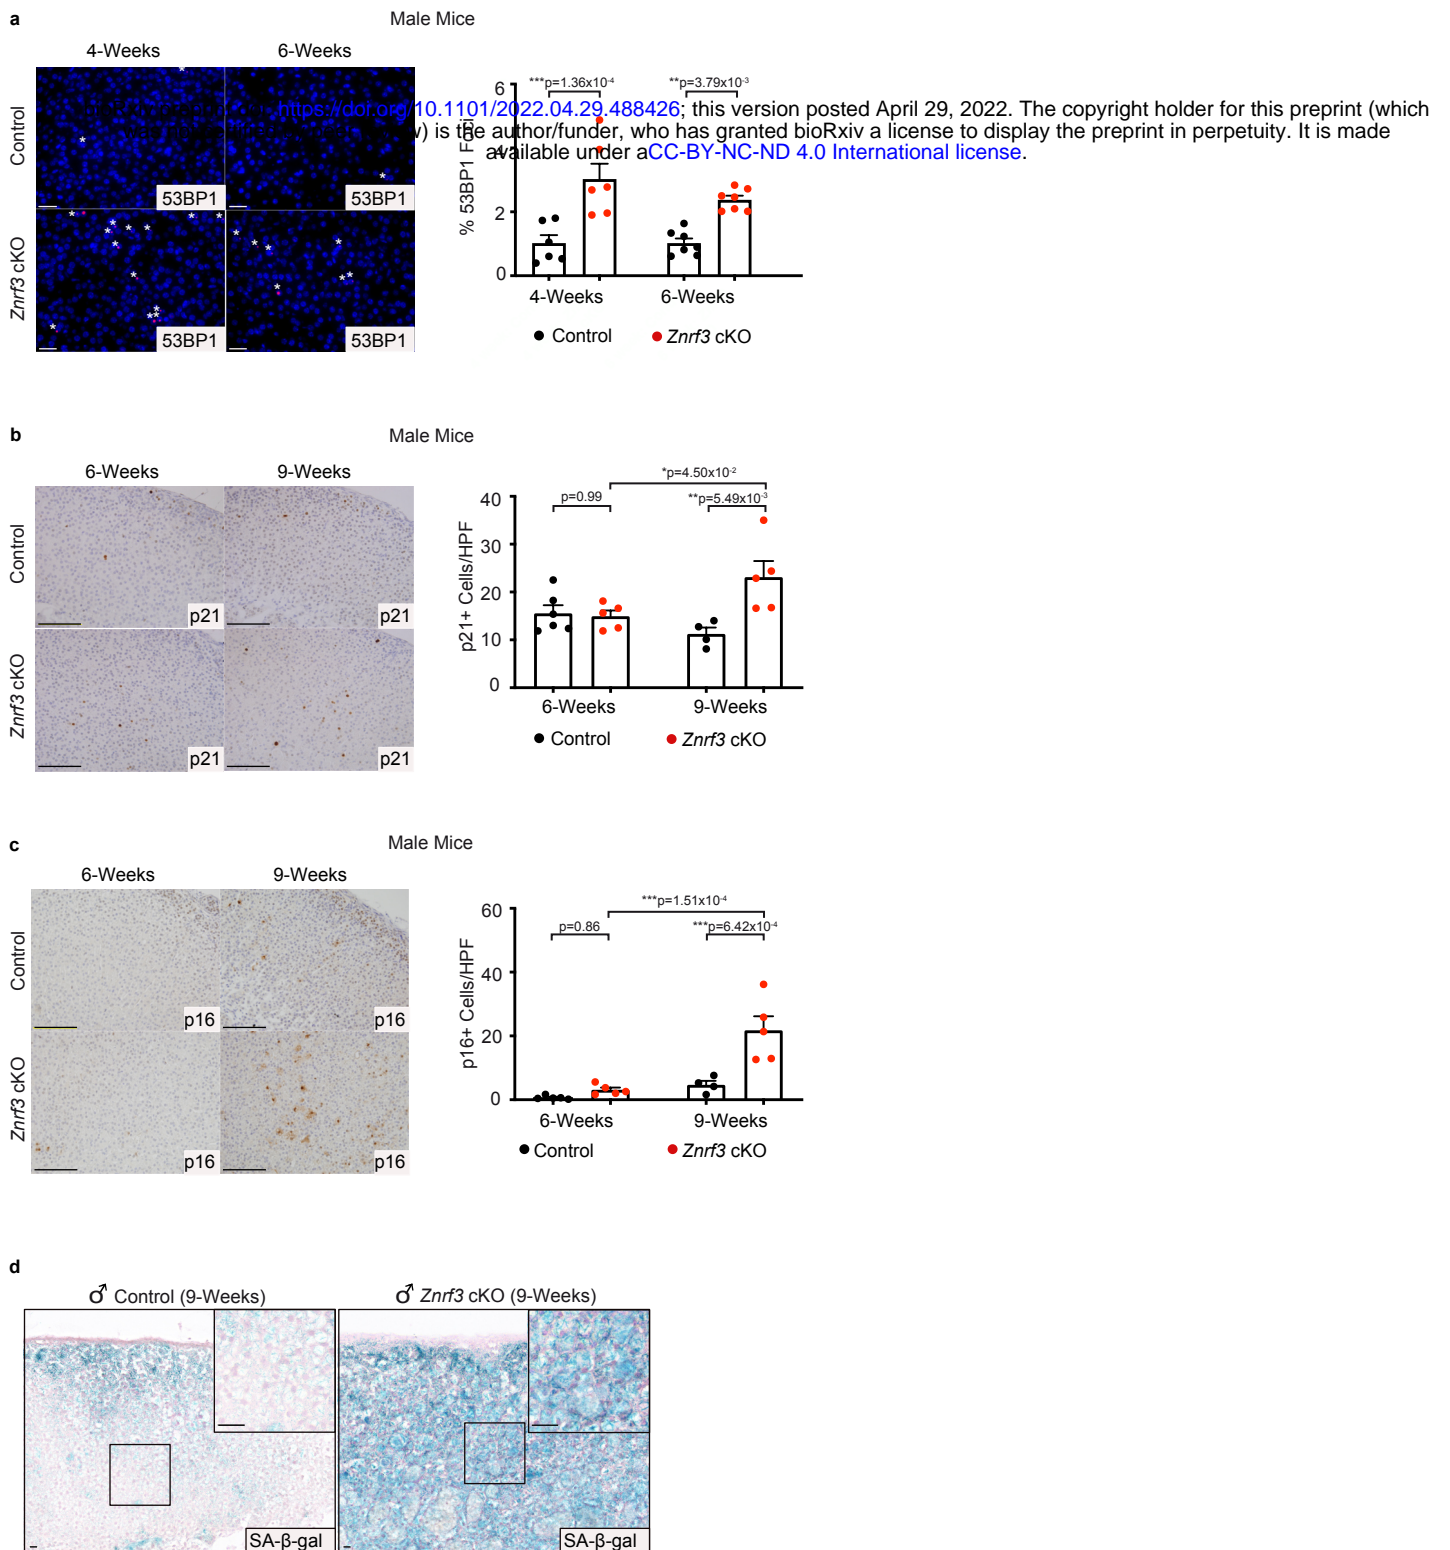 a
Male Mice
4-Weeks
6-Weeks
Control
Znrf3 cKO
53BP1
53BP1
53BP1
53BP1
***p=1.36x10-4
**p=3.79x10-3
https://doi.org/10.1101/2022.04.29.488426; this version posted April 29, 2022. The copyright holder for this preprint (which
) is the author/funder, who has granted bioRxiv a license to display the preprint in perpetuity. It is made
available under aCC-BY-NC-ND 4.0 International license.
% 53BP1 Foci
6
4
2
0
4-Weeks
6-Weeks
Control
Znrf3 cKO
b
Male Mice
6-Weeks
9-Weeks
Control
Znrf3 cKO
p21
p21
p21
p21
*p=4.50x10-2
p=0.99
**p=5.49x10-3
p21+ Cells/HPF
40
30
20
10
0
6-Weeks
9-Weeks
Control
Znrf3 cKO
c
Male Mice
6-Weeks
9-Weeks
Control
Znrf3 cKO
p16
p16
p16
p16
***p=1.51x10-4
p=0.86
***p=6.42x10-4
p16+ Cells/HPF
60
40
20
0
6-Weeks
9-Weeks
Control
Znrf3 cKO
d
♂ Control (9-Weeks)
♂ Znrf3 cKO (9-Weeks)
SA-β-gal
SA-β-gal